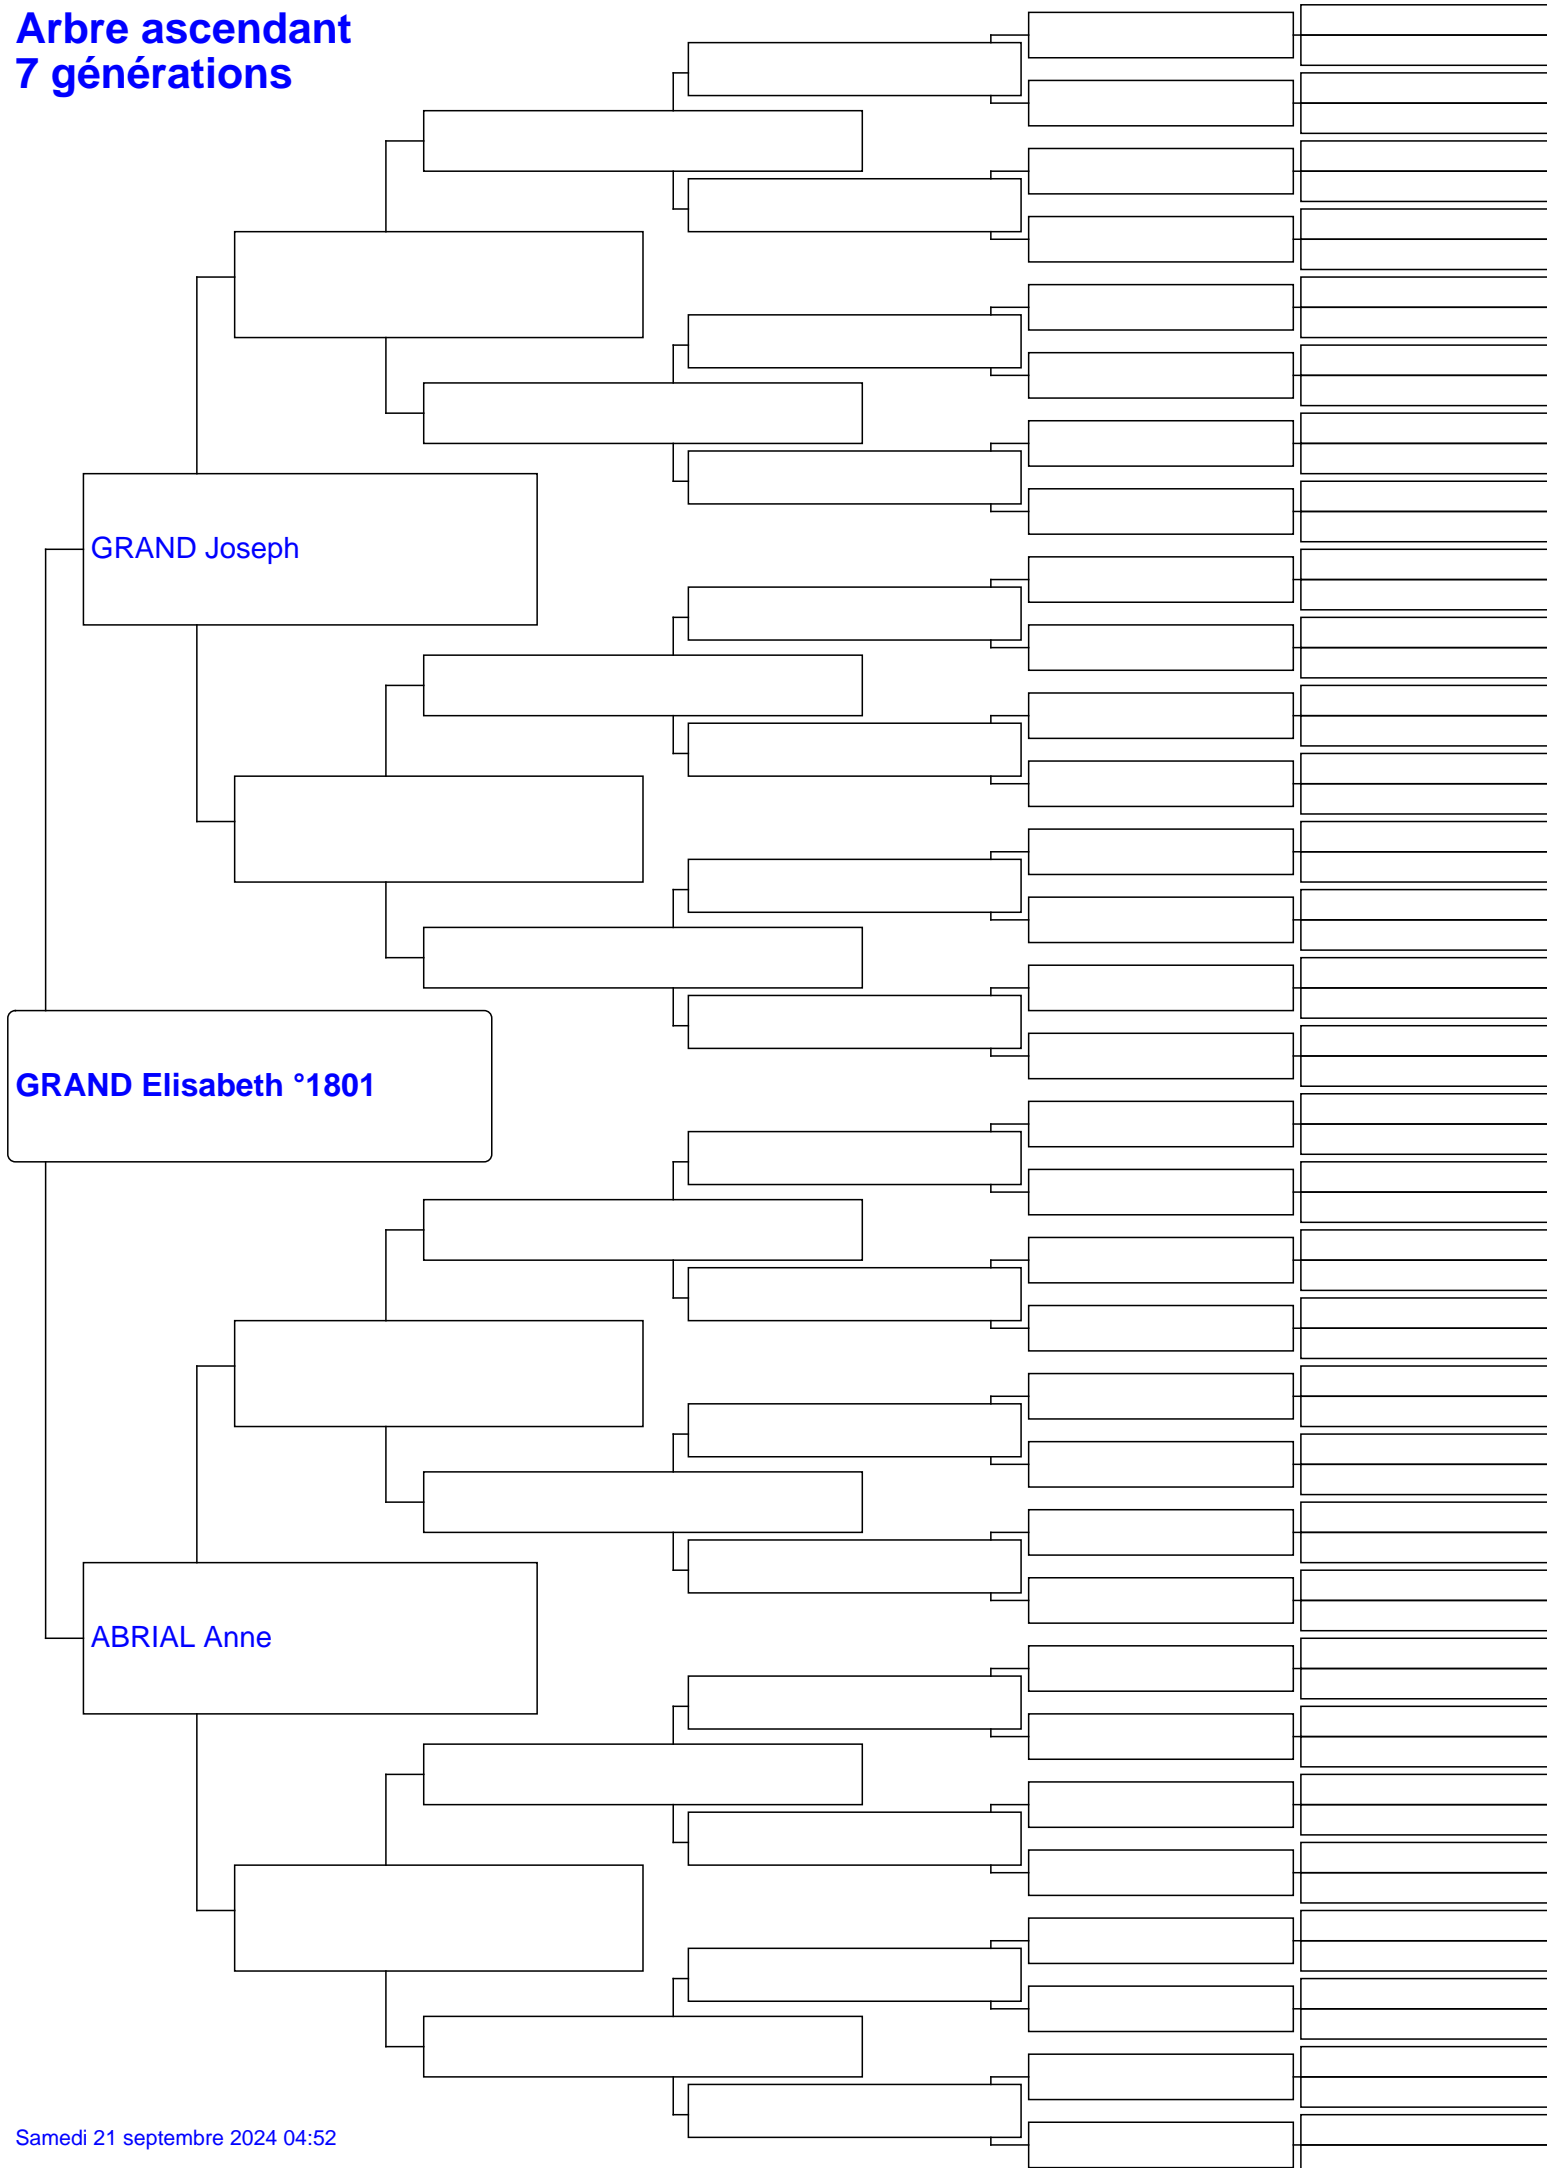 Arbre ascendant
7 générations
GRAND Joseph
GRAND Elisabeth °1801
ABRIAL Anne
Samedi 21 septembre 2024 04:52